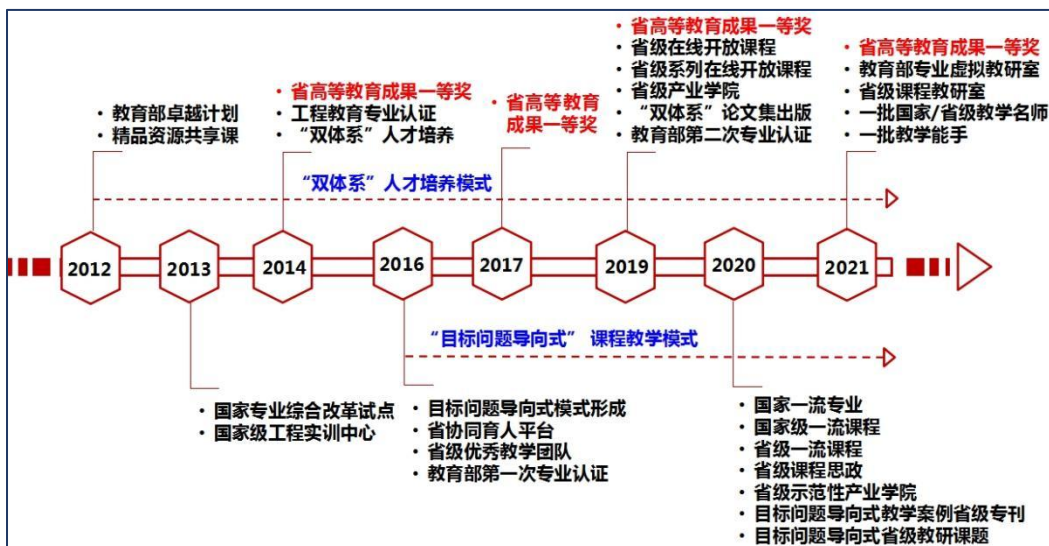 • 教育部卓越计划
• 精品资源共享课
• 省高等教育成果一等奖
• 工程教育专业认证
• “双体系”人才培养
• 省高等教育
成果一等奖
• 省高等教育成果一等奖
• 省级在线开放课程
• 省级系列在线开放课程
• 省级产业学院
• “双体系”论文集出版
• 教育部第二次专业认证
• 省高等教育成果一等奖
• 教育部专业虚拟教研室
• 省级课程教研室
• 一批国家/省级教学名师
• 一批教学能手
“双体系”人才培养模式
2012
2013
2014
2016
2017
2019
2020
2021
“目标问题导向式” 课程教学模式
• 国家专业综合改革试点
• 国家级工程实训中心
• 目标问题导向式模式形成
• 省协同育人平台
• 省级优秀教学团队
• 教育部第一次专业认证
• 国家一流专业
• 国家级一流课程
• 省级一流课程
• 省级课程思政
• 省级示范性产业学院
• 目标问题导向式教学案例省级专刊
• 目标问题导向式省级教研课题